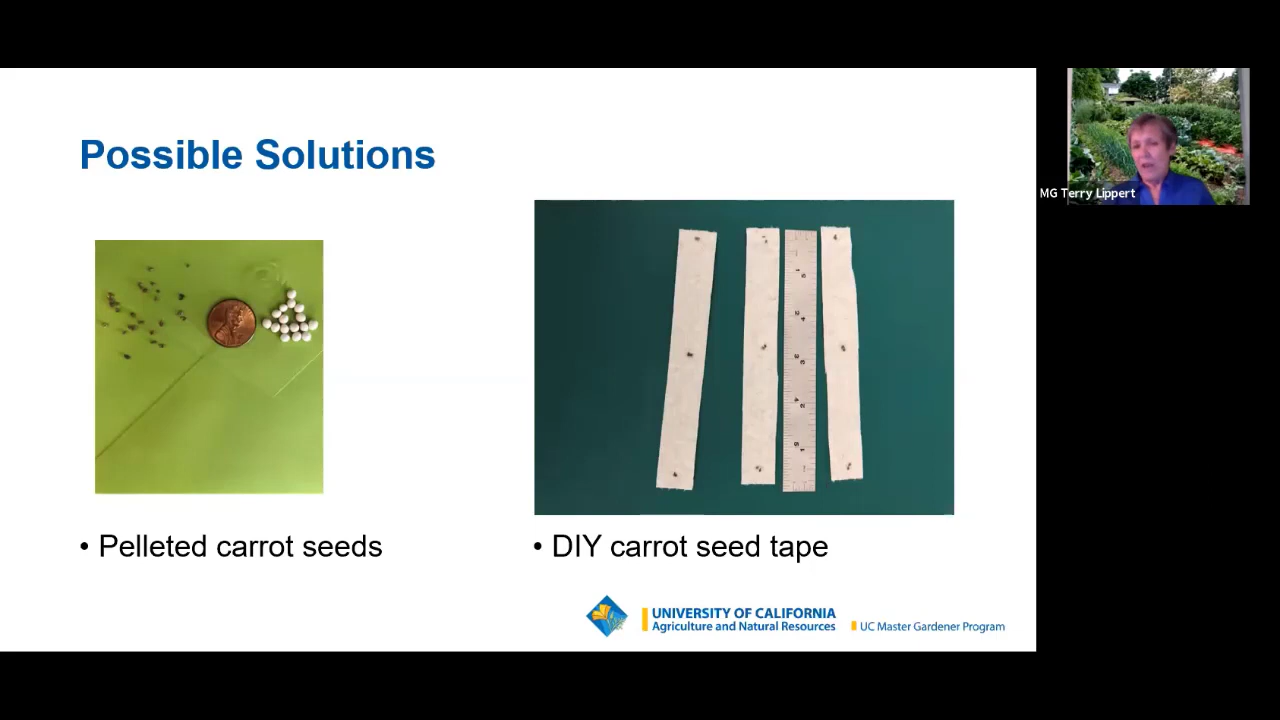 Possible Solutions
MG Terry Lippert
• Pelleted carrot seeds
• DIY carrot seed tape
UNIVERSITY OF CALIFORNIA
Agriculture and Natural Resources
UC Master Gardener Program